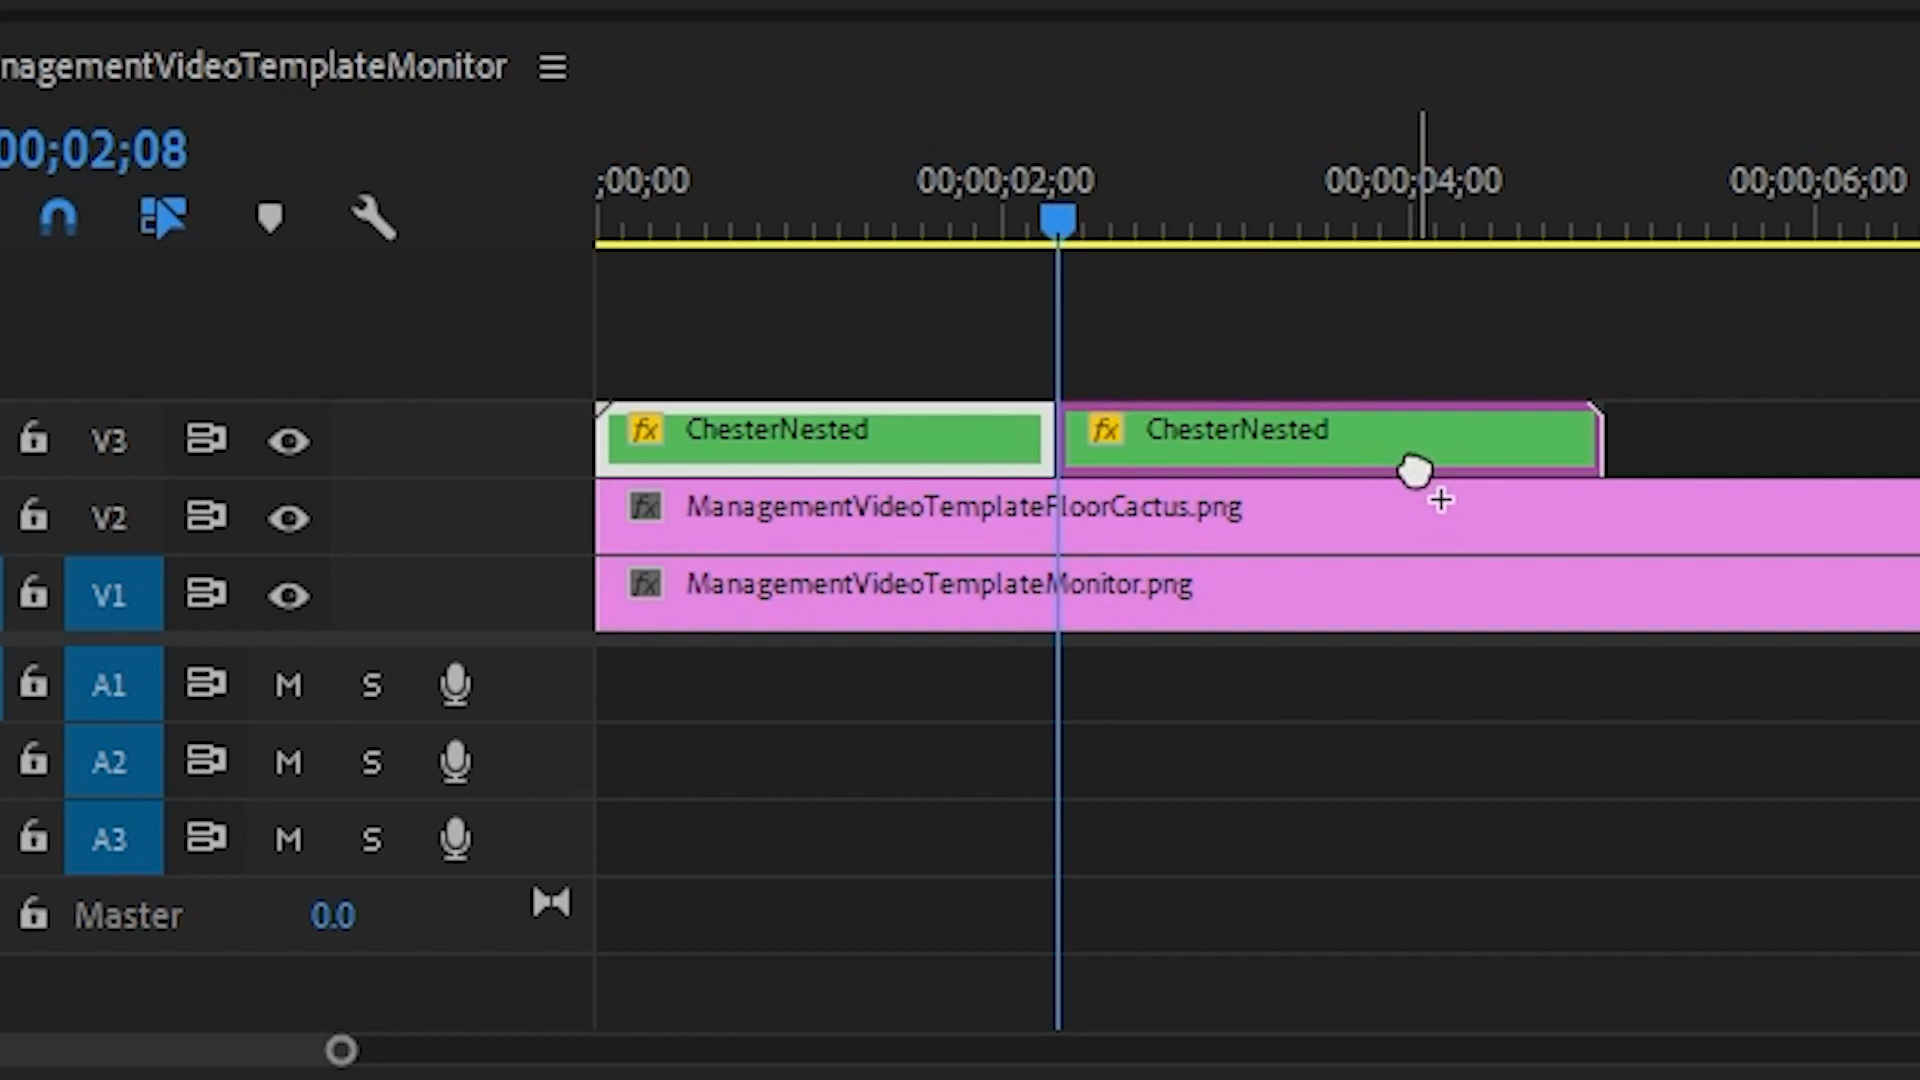 nagementVideoTemplateMonitor
00;02;08
;00;00 00;00;02;00 00;00;04;00 00;00;06;00
V3 fx ChesterNested fx ChesterNested
V2 fx ManagementVideoTemplateFloorCactus.png
V1 fx ManagementVideoTemplateMonitor.png
A1 M S
A2 M S
A3 M S
Master 0.0